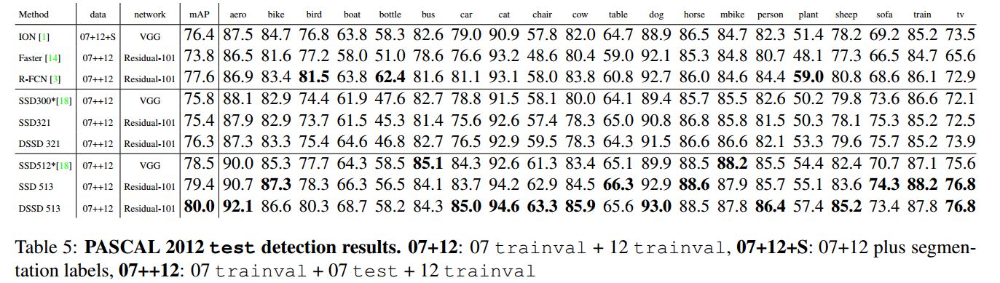 Method data network mAP aero bike bird boat bottle bus car cat chair cow table dog horse mbike person plant sheep sofa train tv
ION [1] 07+12+S VGG 76.4 87.5 84.7 76.8 63.8 58.3 82.6 79.0 90.9 57.8 82.0 64.7 88.9 86.5 84.7 82.3 51.4 78.2 69.2 85.2 73.5
Faster [14] 07++12 Residual-101 73.8 86.5 81.6 77.2 58.0 51.0 78.6 76.6 93.2 48.6 80.4 59.0 92.1 85.3 84.8 80.7 48.1 77.3 66.5 84.7 65.6
R-FCN [3] 07++12 Residual-101 77.6 86.9 83.4 81.5 63.8 62.4 81.6 81.1 93.1 58.0 83.8 60.8 92.7 86.0 84.6 84.4 59.0 80.8 68.6 86.1 72.9
SSD300*[18] 07++12 VGG 75.8 88.1 82.9 74.4 61.9 47.6 82.7 78.8 91.5 58.1 80.0 64.1 89.4 85.7 85.5 82.6 50.2 79.8 73.6 86.6 72.1
SSD321 07++12 Residual-101 75.4 87.9 82.9 73.7 61.5 45.3 81.4 75.6 92.6 57.4 78.3 65.0 90.8 86.8 85.8 81.5 50.3 78.1 75.3 85.2 72.5
DSSD 321 07++12 Residual-101 76.3 87.3 83.3 75.4 64.6 46.8 82.7 76.5 92.9 59.5 78.3 64.3 91.5 86.6 86.6 82.1 53.3 79.6 75.7 85.2 73.9
SSD512*[18] 07++12 VGG 78.5 90.0 85.3 77.7 64.3 58.5 85.1 84.3 92.6 61.3 83.4 65.1 89.9 88.5 88.2 85.5 54.4 82.4 70.7 87.1 75.6
SSD 513 07++12 Residual-101 79.4 90.7 87.3 78.3 66.3 56.5 84.1 83.7 94.2 62.9 84.5 66.3 92.9 88.6 87.9 85.7 55.1 83.6 74.3 88.2 76.8
DSSD 513 07++12 Residual-101 80.0 92.1 86.6 80.3 68.7 58.2 84.3 85.0 94.6 63.3 85.9 65.6 93.0 88.5 87.8 86.4 57.4 85.2 73.4 87.8 76.8
Table 5: PASCAL 2012 test detection results. 07+12: 07 trainval + 12 trainval, 07+12+S: 07+12 plus segmen-
tation labels, 07++12: 07 trainval + 07 test + 12 trainval